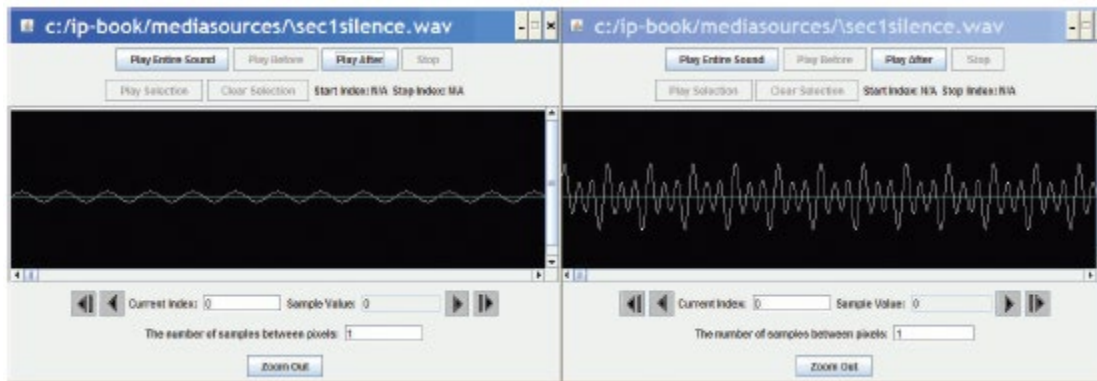 c:/ip-book/mediasources/\sec1silence.wav
Play Entire Sound Play Before Play After Stop
Play Selection Clear Selection Start Index: N/A Stop Index: N/A
Current Index: 0 Sample Value: 0
The number of samples between pixels: 1
Zoom Out
c:/ip-book/mediasources/\sec1silence.wav
Play Entire Sound Play Before Play After Stop
Play Selection Clear Selection Start Index: N/A Stop Index: N/A
Current Index: 0 Sample Value: 0
The number of samples between pixels: 1
Zoom Out